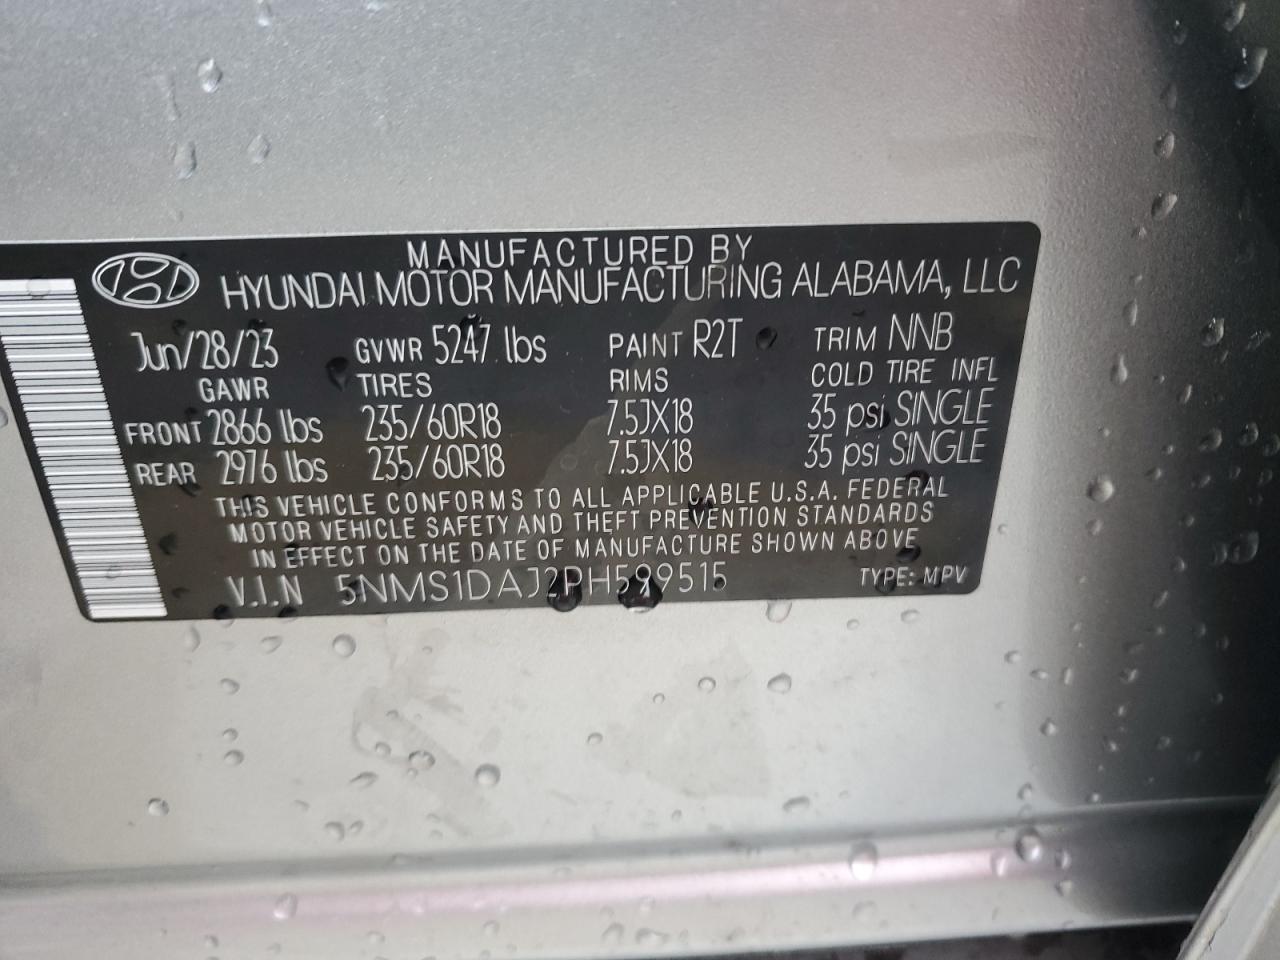 MANUFACTURED BY
HYUNDAI MOTOR MANUFACTURING ALABAMA, LLC
Jun/28/23 GVWR 5247 lbs PAINT R2T TRIM NNB
GAWR TIRES RIMS COLD TIRE INFL
FRONT 2866 lbs 235/60R18 7.5JX18 35 psi SINGLE
REAR 2976 lbs 235/60R18 7.5JX18 35 psi SINGLE
THIS VEHICLE CONFORMS TO ALL APPLICABLE U.S.A. FEDERAL
MOTOR VEHICLE SAFETY AND THEFT PREVENTION STANDARDS
IN EFFECT ON THE DATE OF MANUFACTURE SHOWN ABOVE
V.I.N 5NMS1DAJ2PH599515 TYPE: MPV